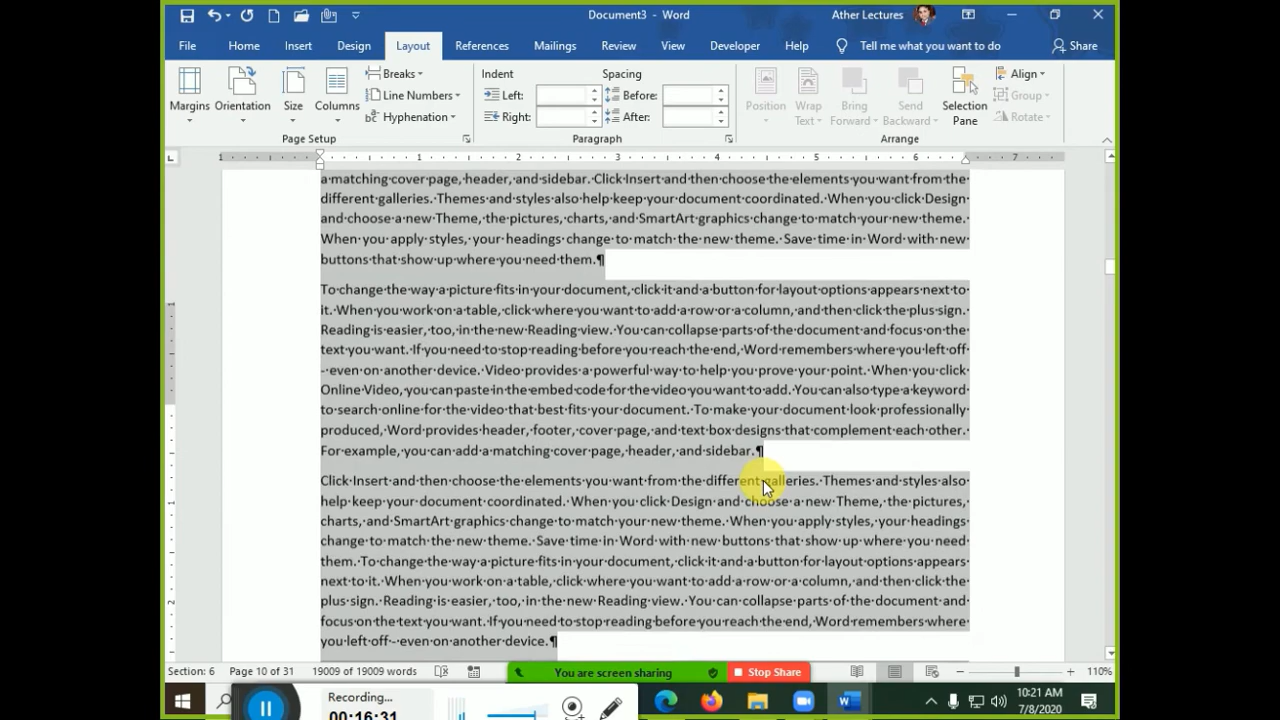 Document3 - Word
Ather Lectures
File Home Insert Design Layout References Mailings Review View Developer Help Tell me what you want to do Share
Margins Orientation Size Columns Breaks Line Numbers Hyphenation
Page Setup
Indent Spacing
Left: Before:
Right: After:
Paragraph
Position Wrap Text Bring Forward Send Backward Selection Pane Align Group Rotate
Arrange
1 1 2 3 4 5 6 7
a matching cover page, header, and sidebar. Click Insert and then choose the elements you want from the
different galleries. Themes and styles also help keep your document coordinated. When you click Design
and choose a new Theme, the pictures, charts, and SmartArt graphics change to match your new theme.
When you apply styles, your headings change to match the new theme. Save time in Word with new
buttons that show up where you need them.¶
To change the way a picture fits in your document, click it and a button for layout options appears next to
it. When you work on a table, click where you want to add a row or a column, and then click the plus sign.
Reading is easier, too, in the new Reading view. You can collapse parts of the document and focus on the
text you want. If you need to stop reading before you reach the end, Word remembers where you left off
- even on another device. Video provides a powerful way to help you prove your point. When you click
Online Video, you can paste in the embed code for the video you want to add. You can also type a keyword
to search online for the video that best fits your document. To make your document look professionally
produced, Word provides header, footer, cover page, and text box designs that complement each other.
For example, you can add a matching cover page, header, and sidebar.¶
Click Insert and then choose the elements you want from the different galleries. Themes and styles also
help keep your document coordinated. When you click Design and choose a new Theme, the pictures,
charts, and SmartArt graphics change to match your new theme. When you apply styles, your headings
change to match the new theme. Save time in Word with new buttons that show up where you need
them. To change the way a picture fits in your document, click it and a button for layout options appears
next to it. When you work on a table, click where you want to add a row or a column, and then click the
plus sign. Reading is easier, too, in the new Reading view. You can collapse parts of the document and
focus on the text you want. If you need to stop reading before you reach the end, Word remembers where
you left off - even on another device.¶
Section: 6 Page 10 of 31 19009 of 19009 words You are screen sharing Stop Share 110%
Recording...
00:16:31
10:21 AM
7/8/2020